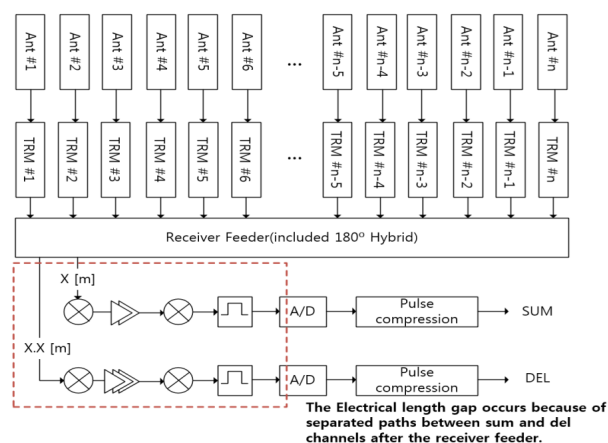 Ant #1
Ant #2
Ant #3
Ant #4
Ant #5
Ant #6
...
Ant #n-5
Ant #n-4
Ant #n-3
Ant #n-2
Ant #n-1
Ant #n
TRM #1
TRM #2
TRM #3
TRM #4
TRM #5
TRM #6
...
TRM #n-5
TRM #n-4
TRM #n-3
TRM #n-2
TRM #n-1
TRM #n
Receiver Feeder(included 180º Hybrid)
X [m]
A/D
Pulse
compression
SUM
X.X [m]
A/D
Pulse
compression
DEL
The Electrical length gap occurs because of
separated paths between sum and del
channels after the receiver feeder.